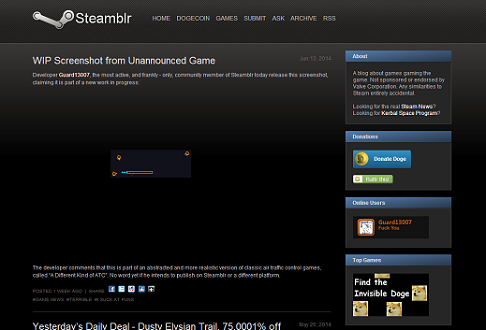 Steamblr
HOME DOGECOIN GAMES SUBMIT ASK ARCHIVE RSS
WIP Screenshot from Unannounced Game
Jun 13, 2014
Developer Guard13007, the most active, and frankly - only, community member of Steamblr today release this screenshot,
claiming it is part of a new work in progress:
The developer comments that this is part of an abstracted and more realistic version of classic air traffic control games,
called "A Different Kind of ATC". No word yet if he intends to publish on Steamblr or a different platform.
POSTED 1 WEEK AGO | SHARE
#GAME NEWS #TERRIBLE #I SUCK AT PUNS
Yesterday's Daily Deal - Dusty Elysian Trail, 75.0001% off
May 25, 2014
About
A blog about games gaming the
game. Not sponsored or endorsed by
Valve Corporation. Any similarities to
Steam entirely accidental.
Looking for the real Steam News?
Looking for Kerbal Space Program?
Donations
Donate Doge
Flattr this!
Online Users
Guard13007
Fuck You
Top Games
Find the
Invisible Doge